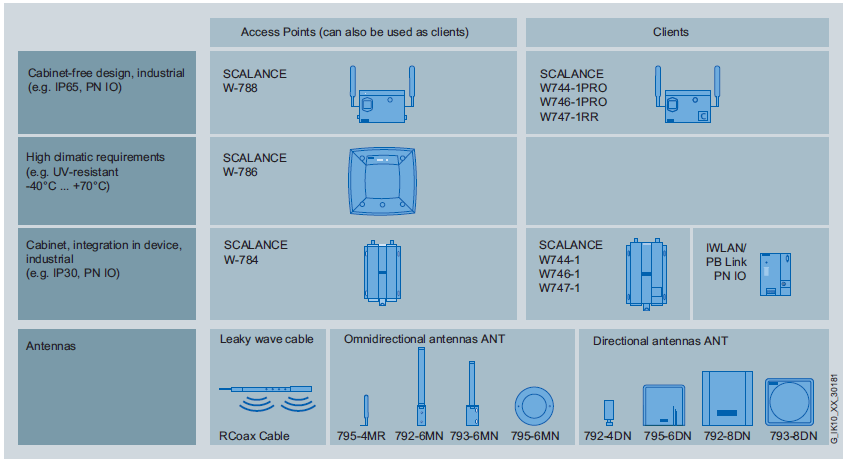 Access Points (can also be used as clients)
Clients
Cabinet-free design, industrial
(e.g. IP65, PN IO)
SCALANCE
W-788
SCALANCE
W744-1PRO
W746-1PRO
W747-1RR
High climatic requirements
(e.g. UV-resistant
-40°C ... +70°C)
SCALANCE
W-786
Cabinet, integration in device,
industrial
(e.g. IP30, PN IO)
SCALANCE
W-784
SCALANCE
W744-1
W746-1
W747-1
IWLAN/
PB Link
PN IO
Antennas
Leaky wave cable
RCoax Cable
Omnidirectional antennas ANT
795-4MR
792-6MN
793-6MN
795-6MN
Directional antennas ANT
792-4DN
795-6DN
792-8DN
793-8DN
G_IK10_XX_30181